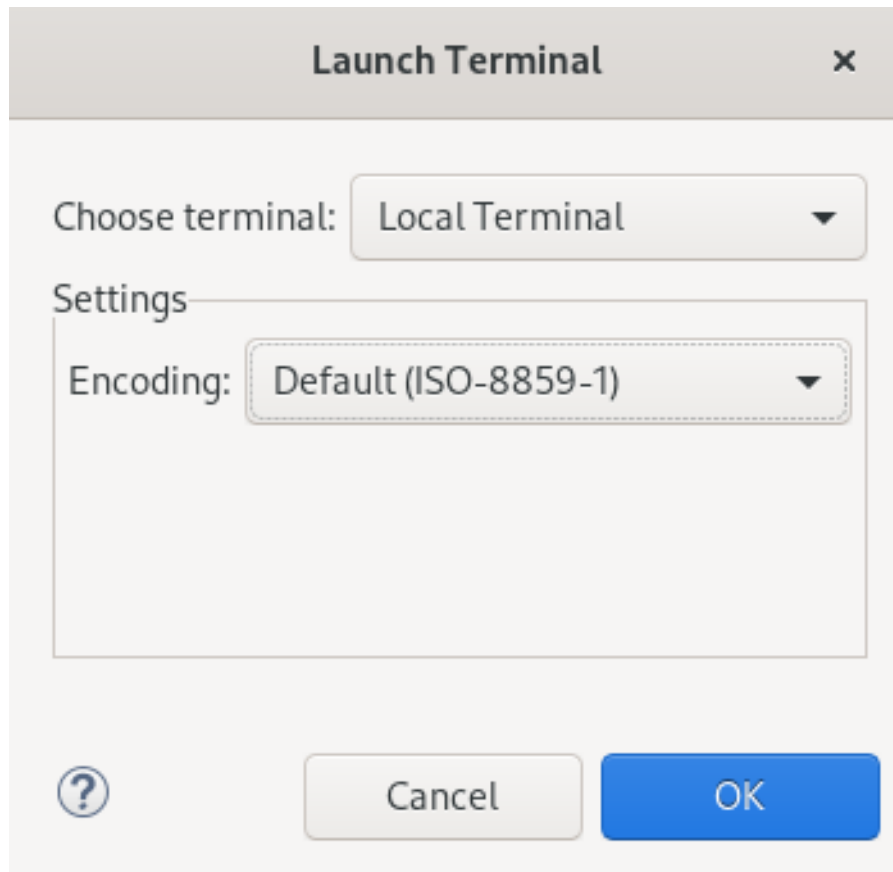 Launch Terminal ×
Choose terminal: Local Terminal
Settings
Encoding: Default (ISO-8859-1)
? Cancel OK